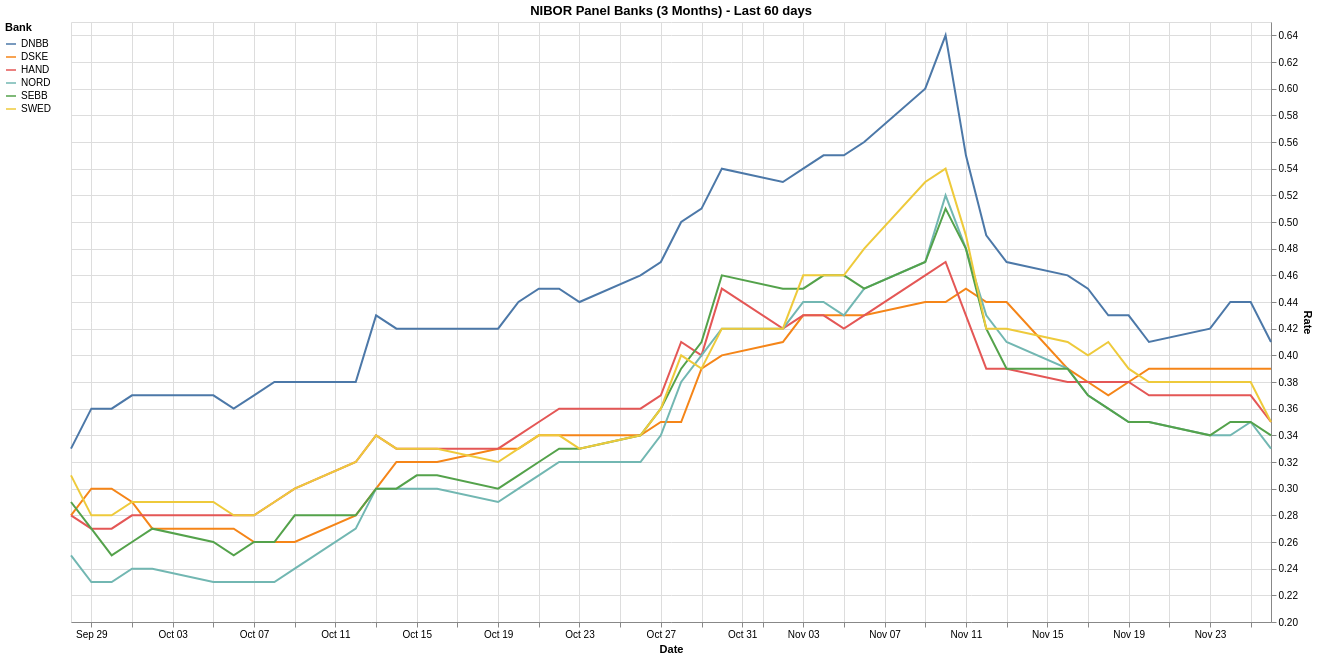 NIBOR Panel Banks (3 Months) - Last 60 days
Bank
DNBB
DSKE
HAND
NORD
SEBB
SWED
0.64
0.62
0.60
0.58
0.56
0.54
0.52
0.50
0.48
0.46
0.44
0.42
0.40
0.38
0.36
0.34
0.32
0.30
0.28
0.26
0.24
0.22
0.20
Rate
Sep 29 Oct 03 Oct 07 Oct 11 Oct 15 Oct 19 Oct 23 Oct 27 Oct 31 Nov 03 Nov 07 Nov 11 Nov 15 Nov 19 Nov 23
Date